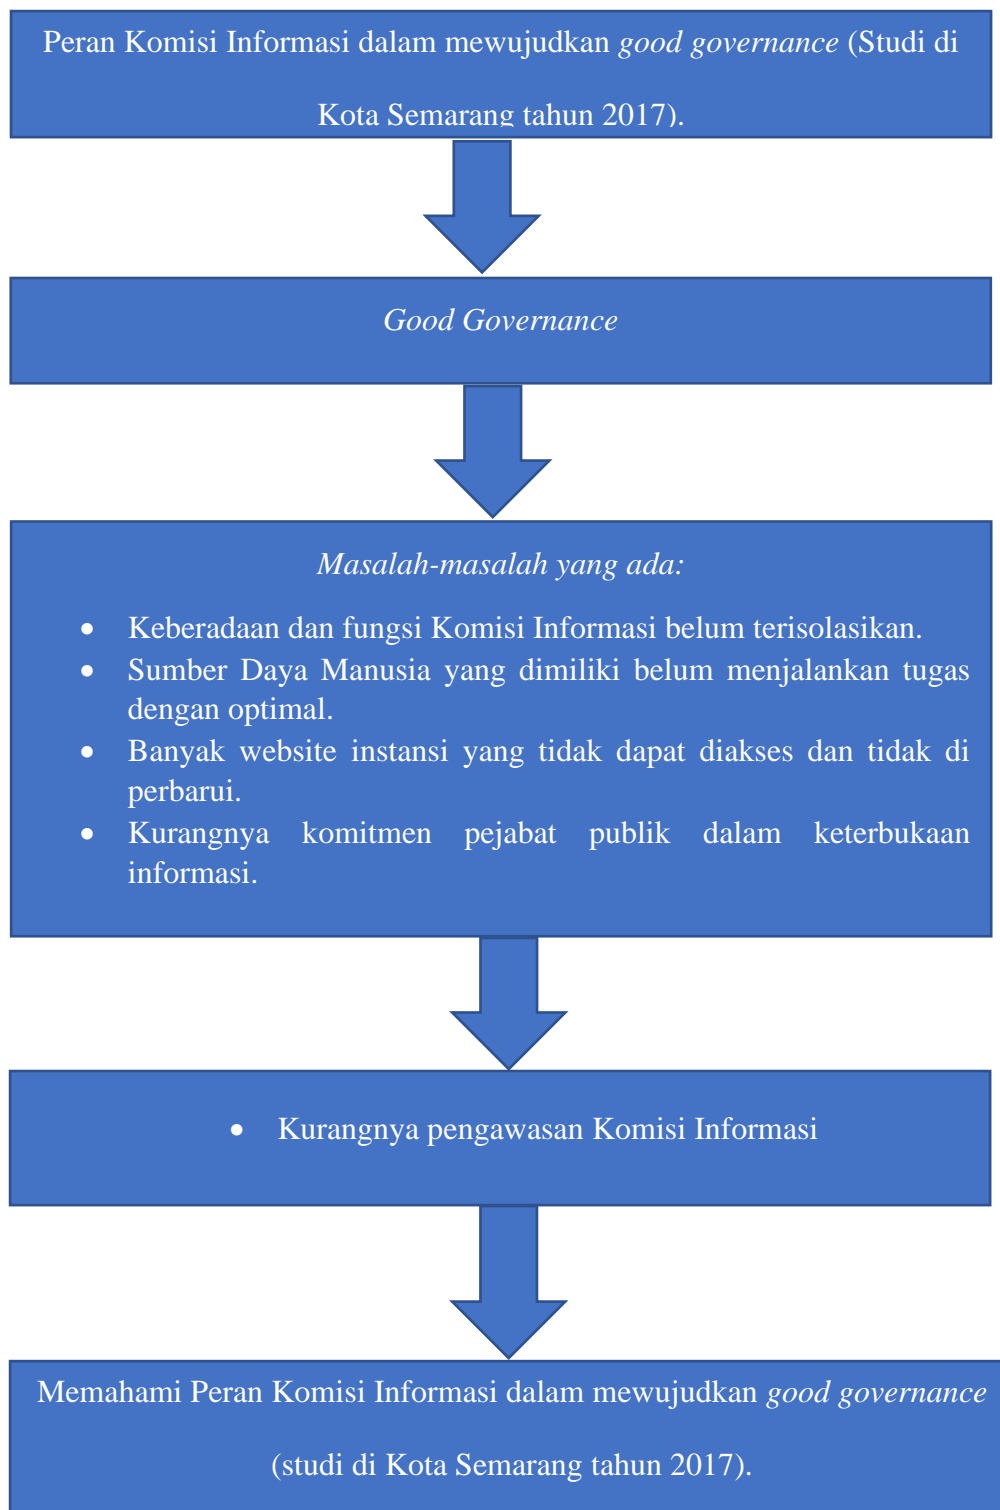 Peran Komisi Informasi dalam mewujudkan good governance (Studi di
Kota Semarang tahun 2017).
Good Governance
Masalah-masalah yang ada:
• Keberadaan dan fungsi Komisi Informasi belum terisolasikan.
• Sumber Daya Manusia yang dimiliki belum menjalankan tugas
dengan optimal.
• Banyak website instansi yang tidak dapat diakses dan tidak di
perbarui.
• Kurangnya komitmen pejabat publik dalam keterbukaan
informasi.
• Kurangnya pengawasan Komisi Informasi
Memahami Peran Komisi Informasi dalam mewujudkan good governance
(studi di Kota Semarang tahun 2017).